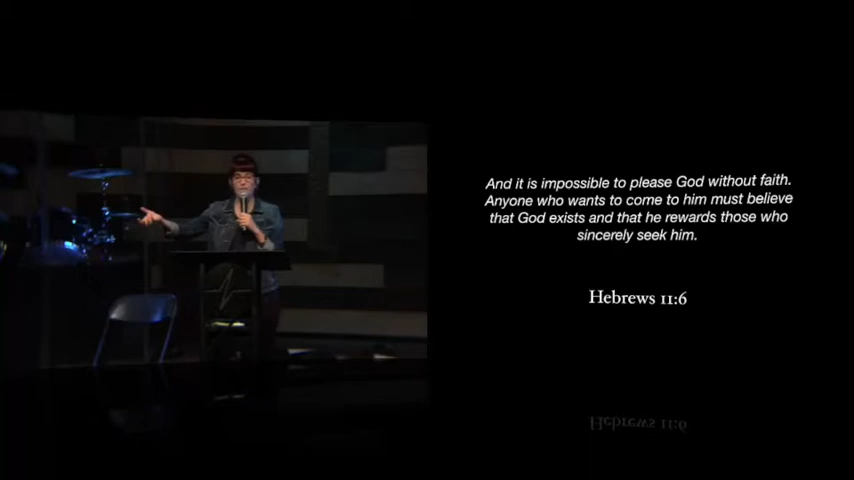 And it is impossible to please God without faith.
Anyone who wants to come to him must believe
that God exists and that he rewards those who
sincerely seek him.
Hebrews 11:6